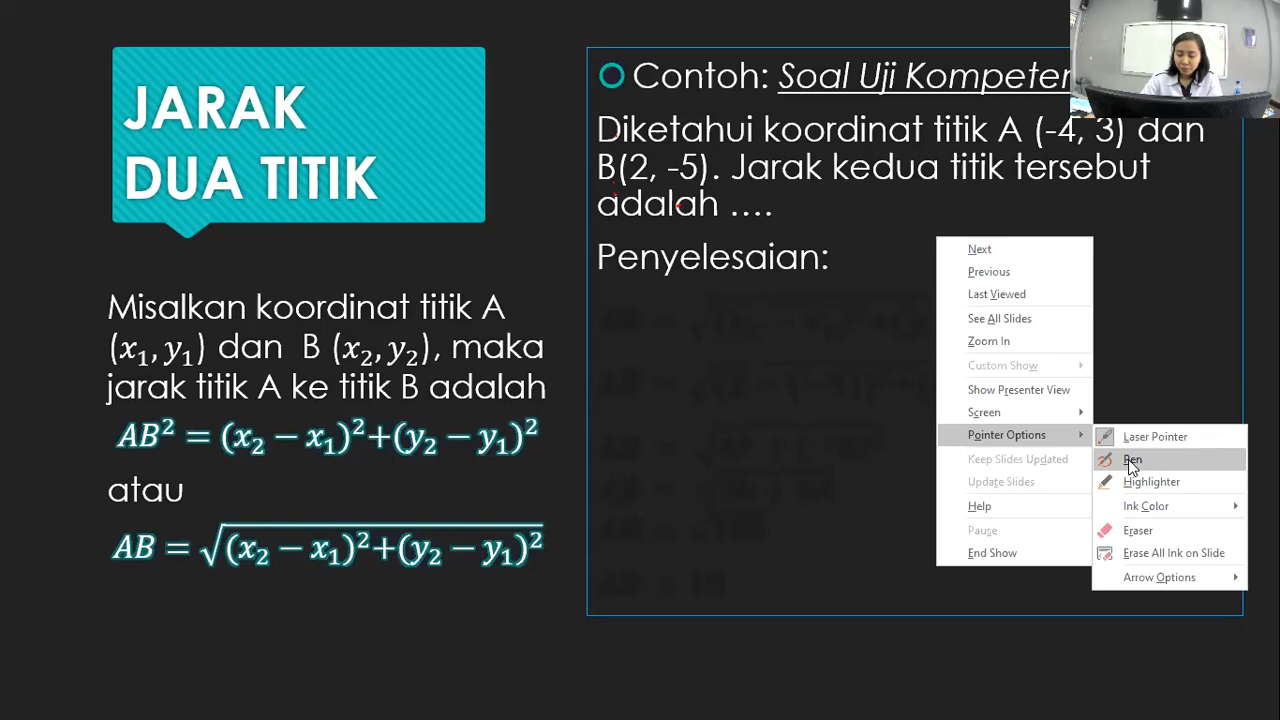 JARAK
DUA TITIK
Misalkan koordinat titik A
(x₁, y₁) dan B (x₂, y₂), maka
jarak titik A ke titik B adalah
AB² = (x₂ − x₁)²+(y₂ − y₁)²
atau
AB = √(x₂ − x₁)²+(y₂ − y₁)²
Contoh: Soal Uji
Diketahui koordinat titik A (-4, 3) dan
B(2, -5). Jarak kedua titik tersebut
adalah ....
Penyelesaian:
Next
Previous
Last Viewed
See All Slides
Zoom In
Custom Show
Show Presenter View
Screen
Pointer Options
Keep Slides Updated
Update Slides
Help
Pause
End Show
Laser Pointer
Pen
Highlighter
Ink Color
Eraser
Erase All Ink on Slide
Arrow Options